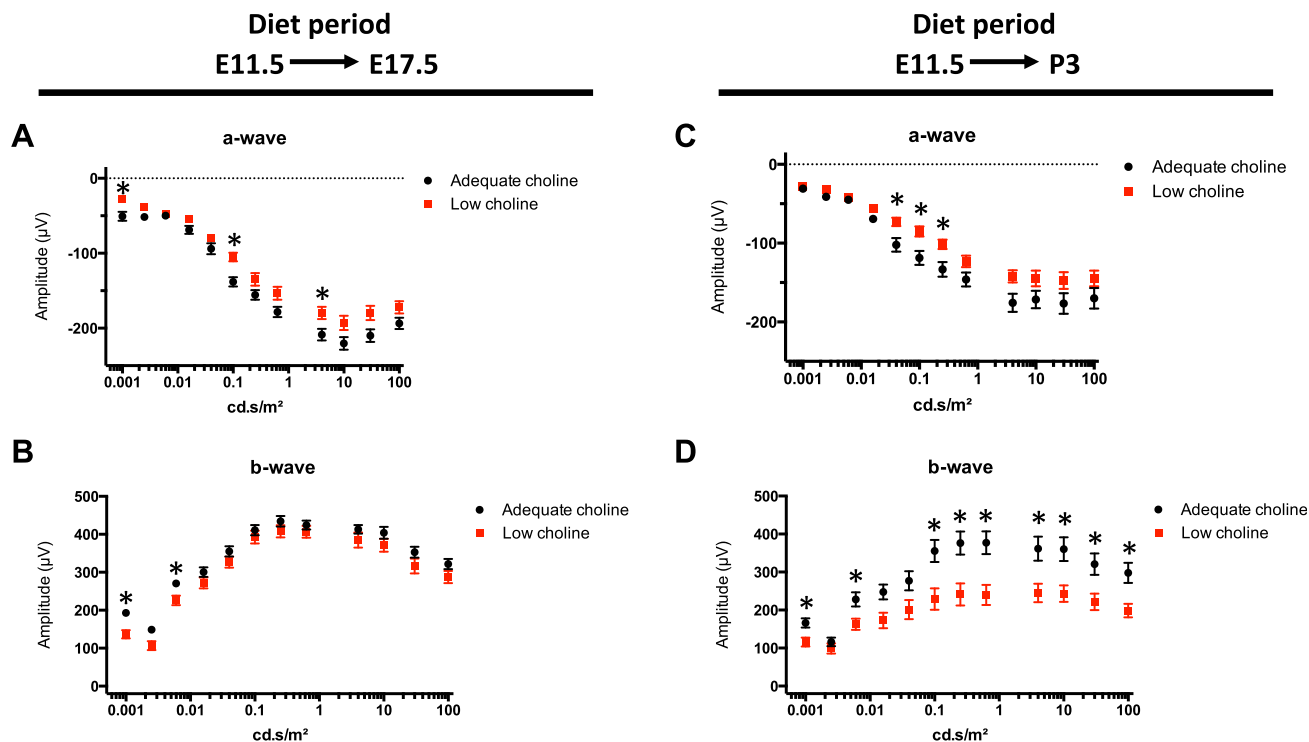 Diet period
E11.5 E17.5
Diet period
E11.5 P3
A
a-wave
0
-100
-200
Amplitude (µV)
*
*
*
Adequate choline
Low choline
0.001 0.01 0.1 1 10 100
cd.s/m²
C
a-wave
0
-100
-200
Amplitude (µV)
* * *
Adequate choline
Low choline
0.001 0.01 0.1 1 10 100
cd.s/m²
B
b-wave
500
400
300
200
100
0
Amplitude (µV)
* *
Adequate choline
Low choline
0.001 0.01 0.1 1 10 100
cd.s/m²
D
b-wave
500
400
300
200
100
0
Amplitude (µV)
* * * * * * * * *
Adequate choline
Low choline
0.001 0.01 0.1 1 10 100
cd.s/m²